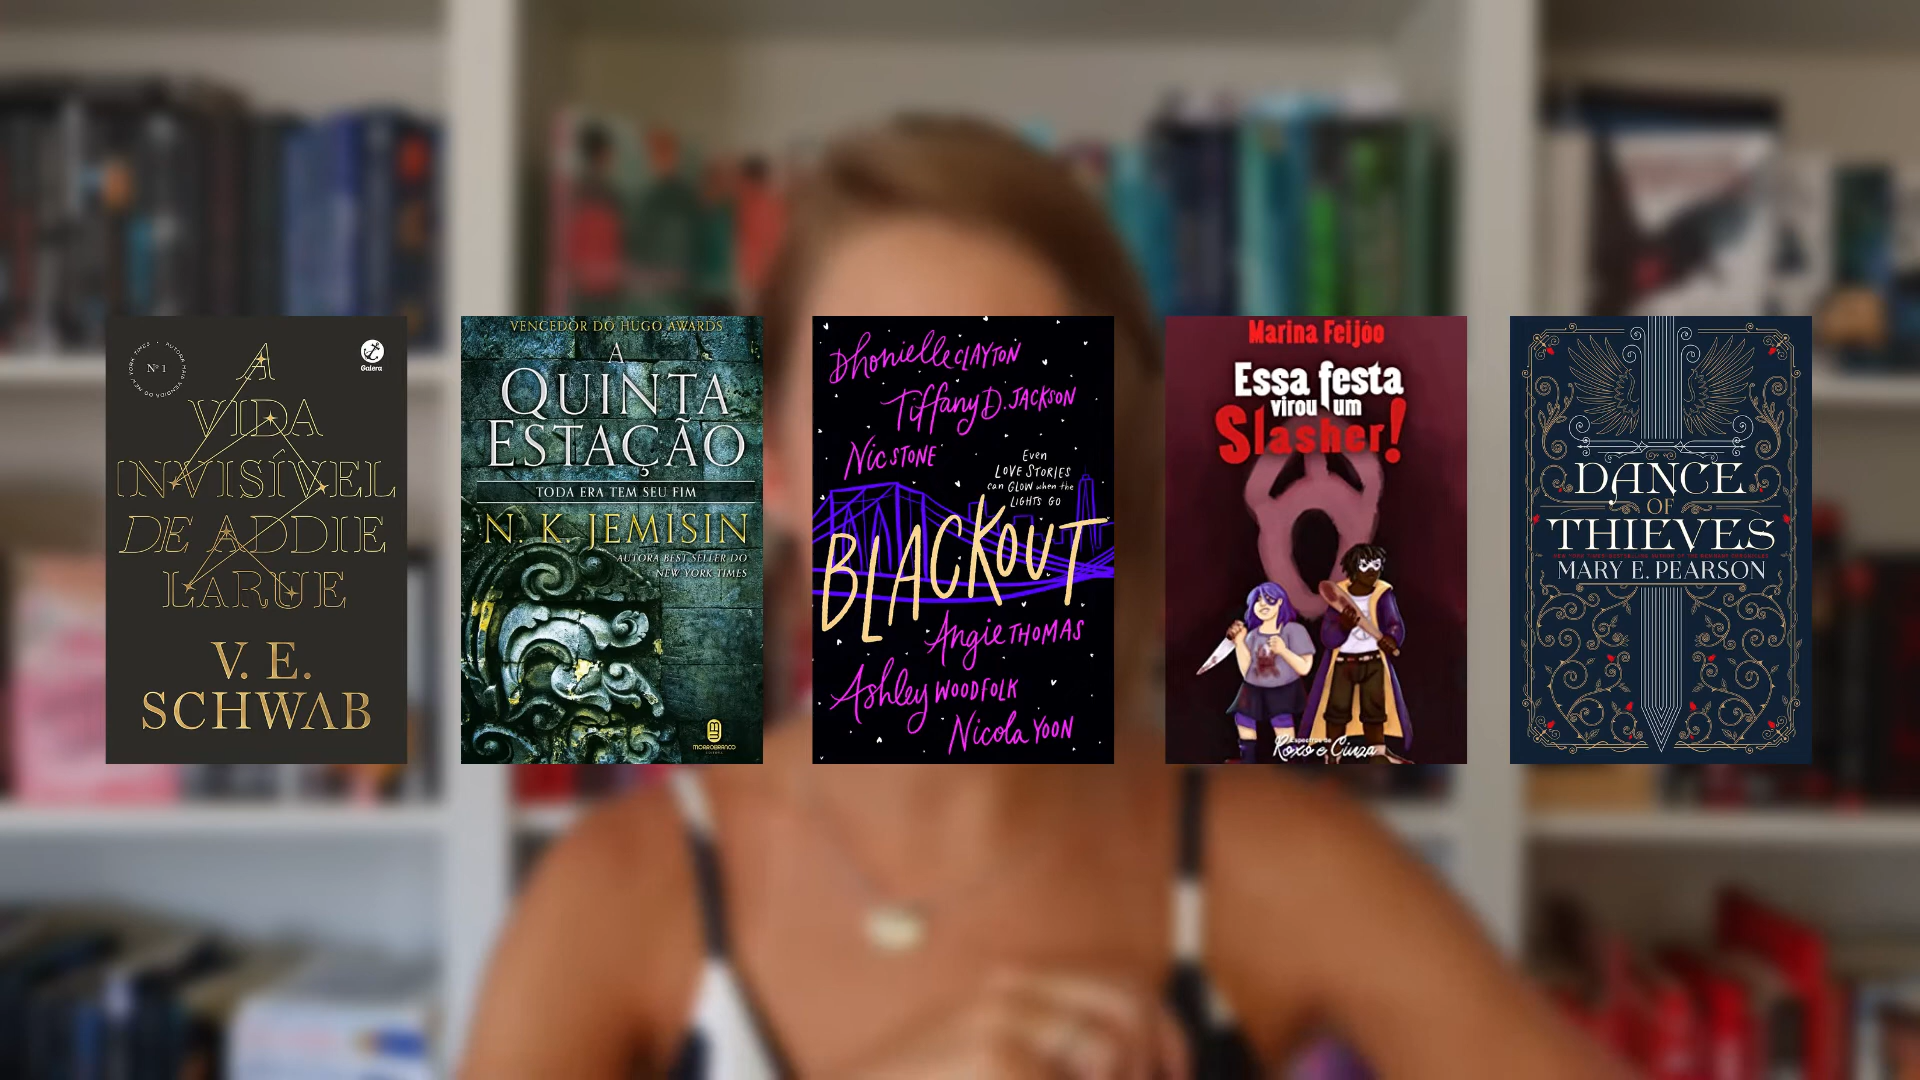 Nº 1
Galera
A
VIDA
INVISÍVEL
DE ADDIE
LARUE
V. E.
SCHWAB
VENCEDOR DO HUGO AWARDS
A
QUINTA
ESTAÇÃO
TODA ERA TEM SEU FIM
N. K. JEMISIN
AUTORA BEST SELLER DO
NEW YORK TIMES
MORROBRANCO
Dhonielle CLAYTON
Tiffany D. JACKSON
Nic STONE
Even
LOVE STORIES
can GLOW when the
LIGHTS GO
BLACKOUT
Angie THOMAS
Ashley WOODFOLK
Nicola YOON
Marina Feijóo
Essa festa
virou um
Slasher!
Espectros de
Roxo e Cinza
DANCE
OF
THIEVES
MARY E. PEARSON